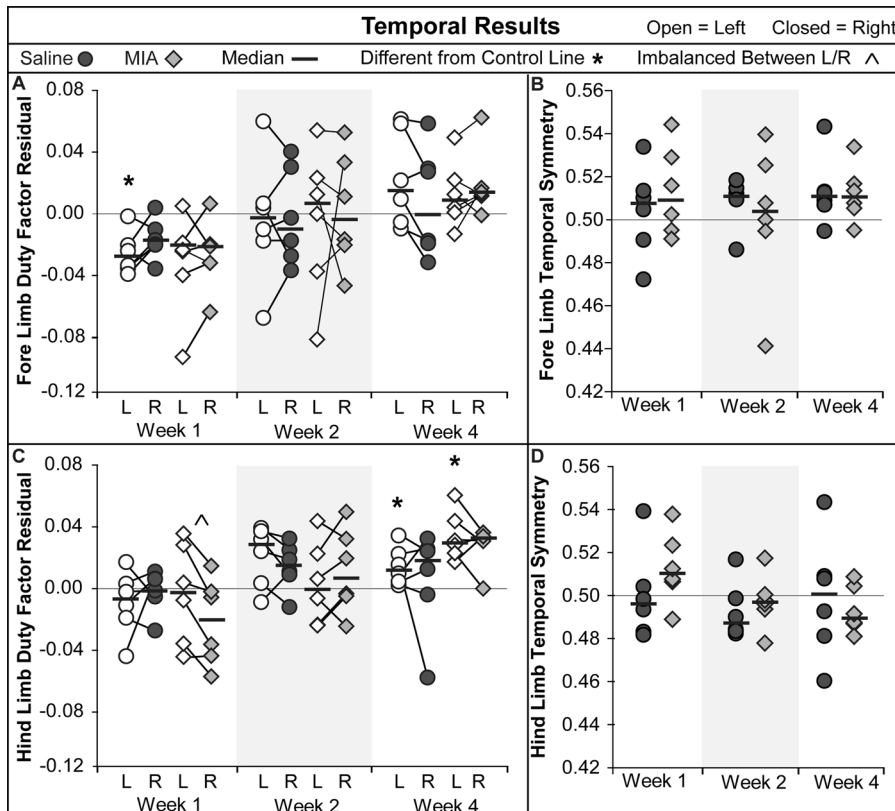 Temporal Results Open = Left Closed = Right
Saline MIA Median Different from Control Line * Imbalanced Between L/R ^
A
Fore Limb Duty Factor Residual
0.08
0.04
0.00
-0.04
-0.08
-0.12
*
L R L R L R L R L R L R
Week 1 Week 2 Week 4
B
Fore Limb Temporal Symmetry
0.56
0.54
0.52
0.50
0.48
0.46
0.44
0.42
Week 1 Week 2 Week 4
C
Hind Limb Duty Factor Residual
0.08
0.04
0.00
-0.04
-0.08
-0.12
^ * *
L R L R L R L R L R L R
Week 1 Week 2 Week 4
D
Hind Limb Temporal Symmetry
0.56
0.54
0.52
0.50
0.48
0.46
0.44
0.42
Week 1 Week 2 Week 4